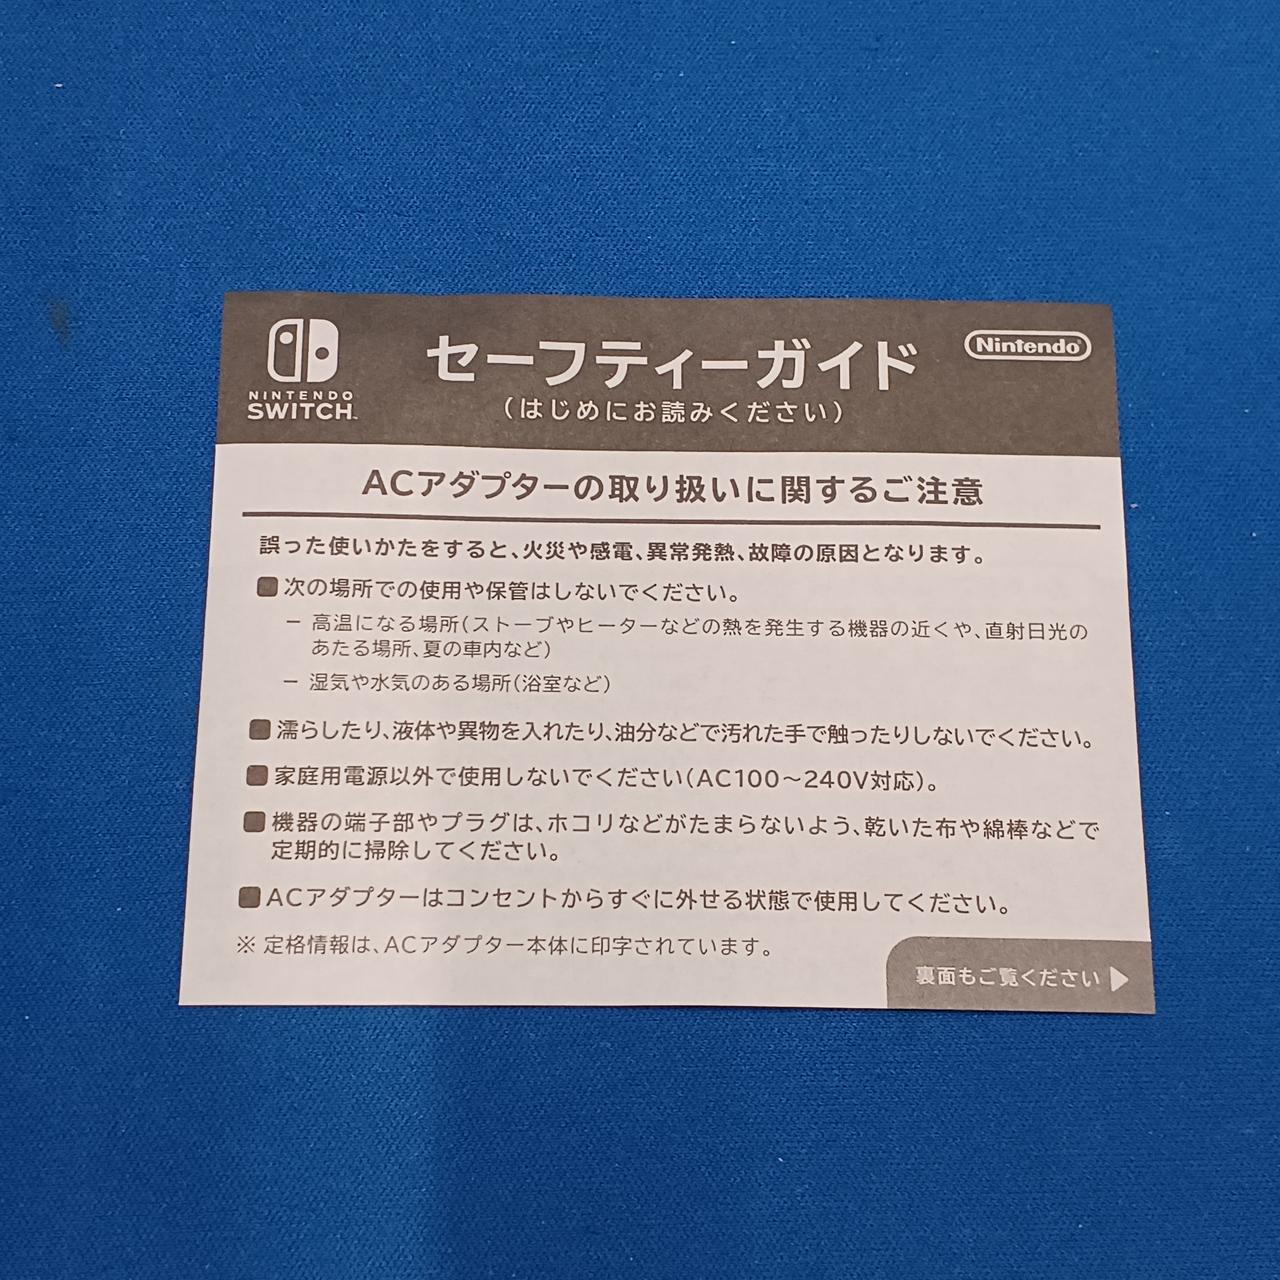 NINTENDO
SWITCH™
セーフティーガイド
Nintendo®
（はじめにお読みください）
ACアダプターの取り扱いに関するご注意
誤った使いかたをすると、火災や感電、異常発熱、故障の原因となります。
■次の場所での使用や保管はしないでください。
− 高温になる場所（ストーブやヒーターなどの熱を発生する機器の近くや、直射日光の
あたる場所、夏の車内など）
− 湿気や水気のある場所（浴室など）
■濡らしたり、液体や異物を入れたり、油分などで汚れた手で触ったりしないでください。
■家庭用電源以外で使用しないでください（AC100～240V対応）。
■機器の端子部やプラグは、ホコリなどがたまらないよう、乾いた布や綿棒などで
定期的に掃除してください。
■ACアダプターはコンセントからすぐに外せる状態で使用してください。
※ 定格情報は、ACアダプター本体に印字されています。
裏面もご覧ください ▶